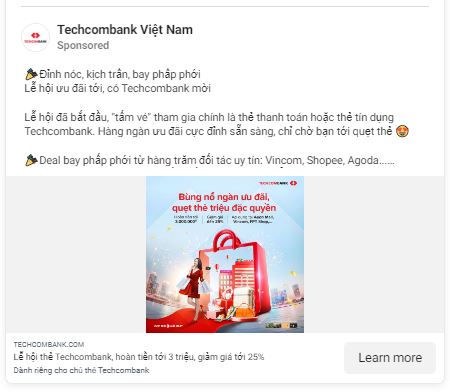 TECHCOMBANK
Techcombank Việt Nam
Sponsored
🎉Đỉnh nóc, kịch trần, bay phấp phới
Lễ hội ưu đãi tới, có Techcombank mời
Lễ hội đã bắt đầu, "tấm vé" tham gia chính là thẻ thanh toán hoặc thẻ tín dụng
Techcombank. Hàng ngàn ưu đãi cực đỉnh sẵn sàng, chỉ chờ bạn tới quẹt thẻ 🤩
🎉Deal bay phấp phới từ hàng trăm đối tác uy tín: Vincom, Shopee, Agoda......
TECHCOMBANK
Bùng nổ ngàn ưu đãi,
quẹt thẻ triệu đặc quyền
Hoàn tiền tới Giảm giá Áp dụng tại Aeon Mall,
3.000.000đ đến 25% Vincom, FPT Shop,...
TECHCOMBANK.COM
Lễ hội thẻ Techcombank, hoàn tiền tới 3 triệu, giảm giá tới 25%
Dành riêng cho chủ thẻ Techcombank
Learn more